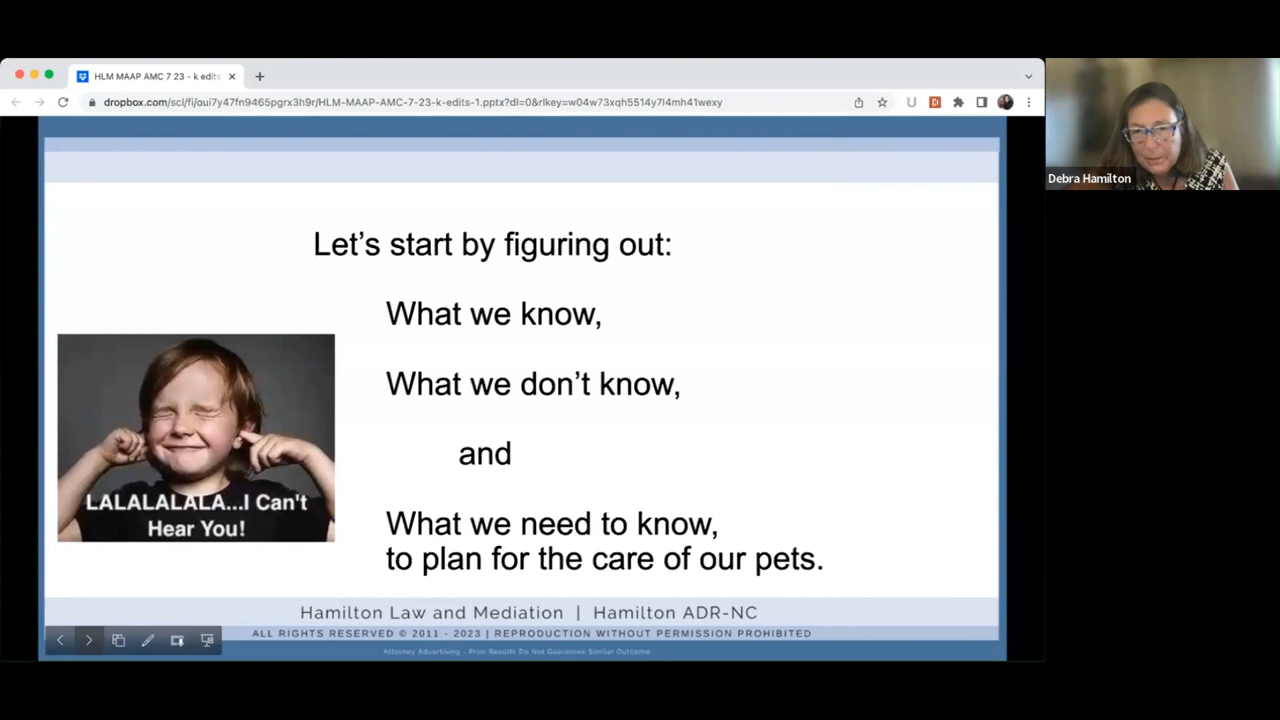 HLM MAAP AMC 7 23 - k edits
dropbox.com/scl/fi/oui7y47fn9465pgrx3h9r/HLM-MAAP-AMC-7-23-k-edits-1.pptx?dl=0&rlkey=w04w73xqh5514y7l4mh41wexy
Debra Hamilton
Let's start by figuring out:
What we know,
What we don't know,
and
What we need to know,
to plan for the care of our pets.
LALALALALA...I Can't
Hear You!
Hamilton Law and Mediation | Hamilton ADR-NC
ALL RIGHTS RESERVED © 2011 - 2023 | REPRODUCTION WITHOUT PERMISSION PROHIBITED
Attorney Advertising - Prior Results Do Not Guarantee Similar Outcome